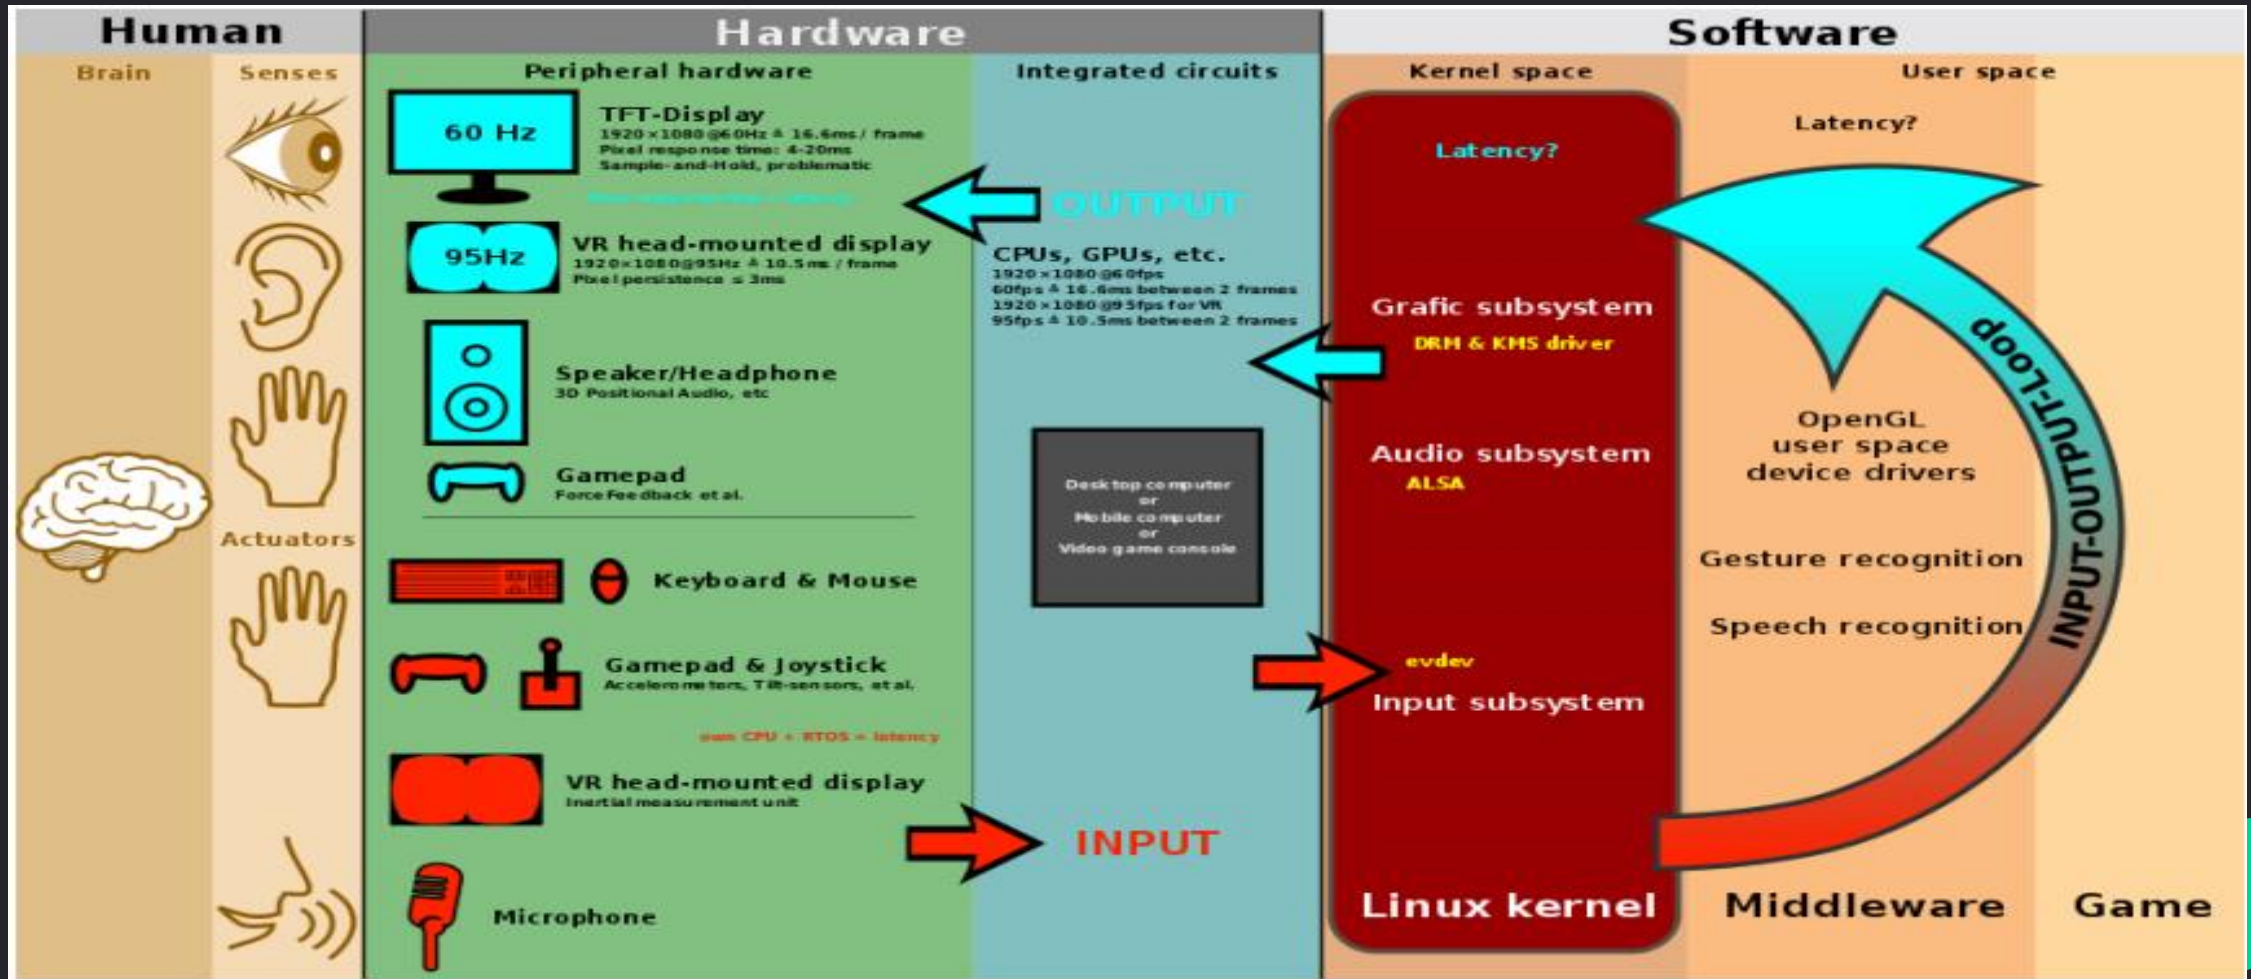 Human
Hardware
Software
Brain
Senses
Peripheral hardware
Integrated circuits
Kernel space
User space
60 Hz
TFT-Display
1920×1080@60Hz ≙ 16.6ms / frame
Pixel response time: 4-20ms
Sample-and-Hold, problematic
95Hz
VR head-mounted display
1920×1080@95Hz ≙ 10.5ms / frame
Pixel persistence ≤ 3ms
Speaker/Headphone
3D Positional Audio, etc
Gamepad
Force Feedback et al.
Actuators
Keyboard & Mouse
Gamepad & Joystick
Accelerometors, Tilt-sensors, et al.
own CPU + RTOS = latency
VR head-mounted display
Inertial measurement unit
Microphone
OUTPUT
CPUs, GPUs, etc.
1920×1080@60fps
60fps ≙ 16.6ms between 2 frames
1920×1080@95fps for VR
95fps ≙ 10.5ms between 2 frames
Desktop computer
or
Mobile computer
or
Video game console
INPUT
Latency?
Grafic subsystem
DRM & KMS driver
Audio subsystem
ALSA
evdev
Input subsystem
Linux kernel
Latency?
OpenGL
user space
device drivers
Gesture recognition
Speech recognition
INPUT-OUTPUT-Loop
Middleware
Game